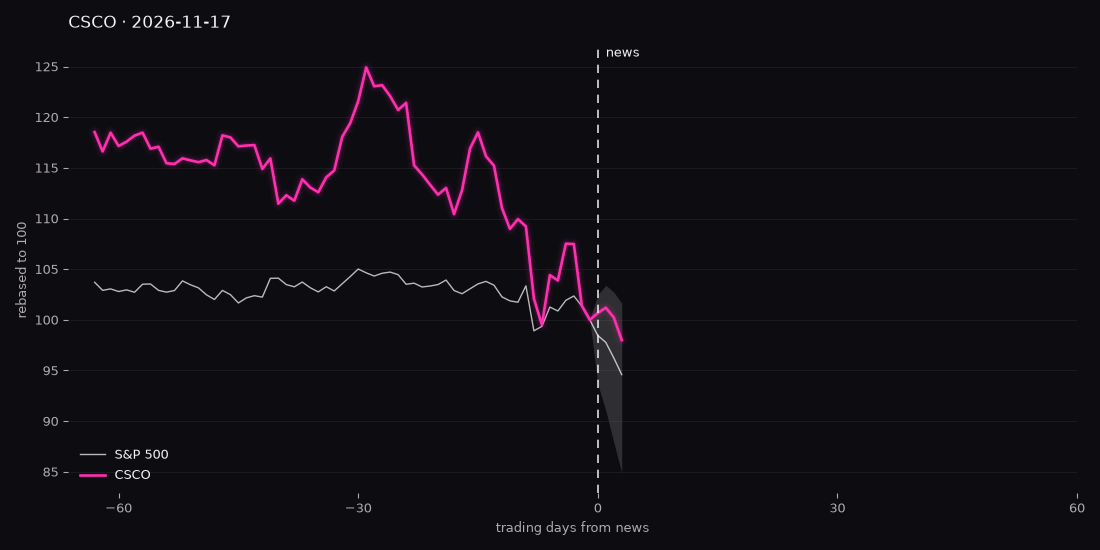 CSCO · 2026-11-17
news
125
120
115
110
105
100
95
90
85
rebased to 100
S&P 500
CSCO
−60
−30
0
30
60
trading days from news